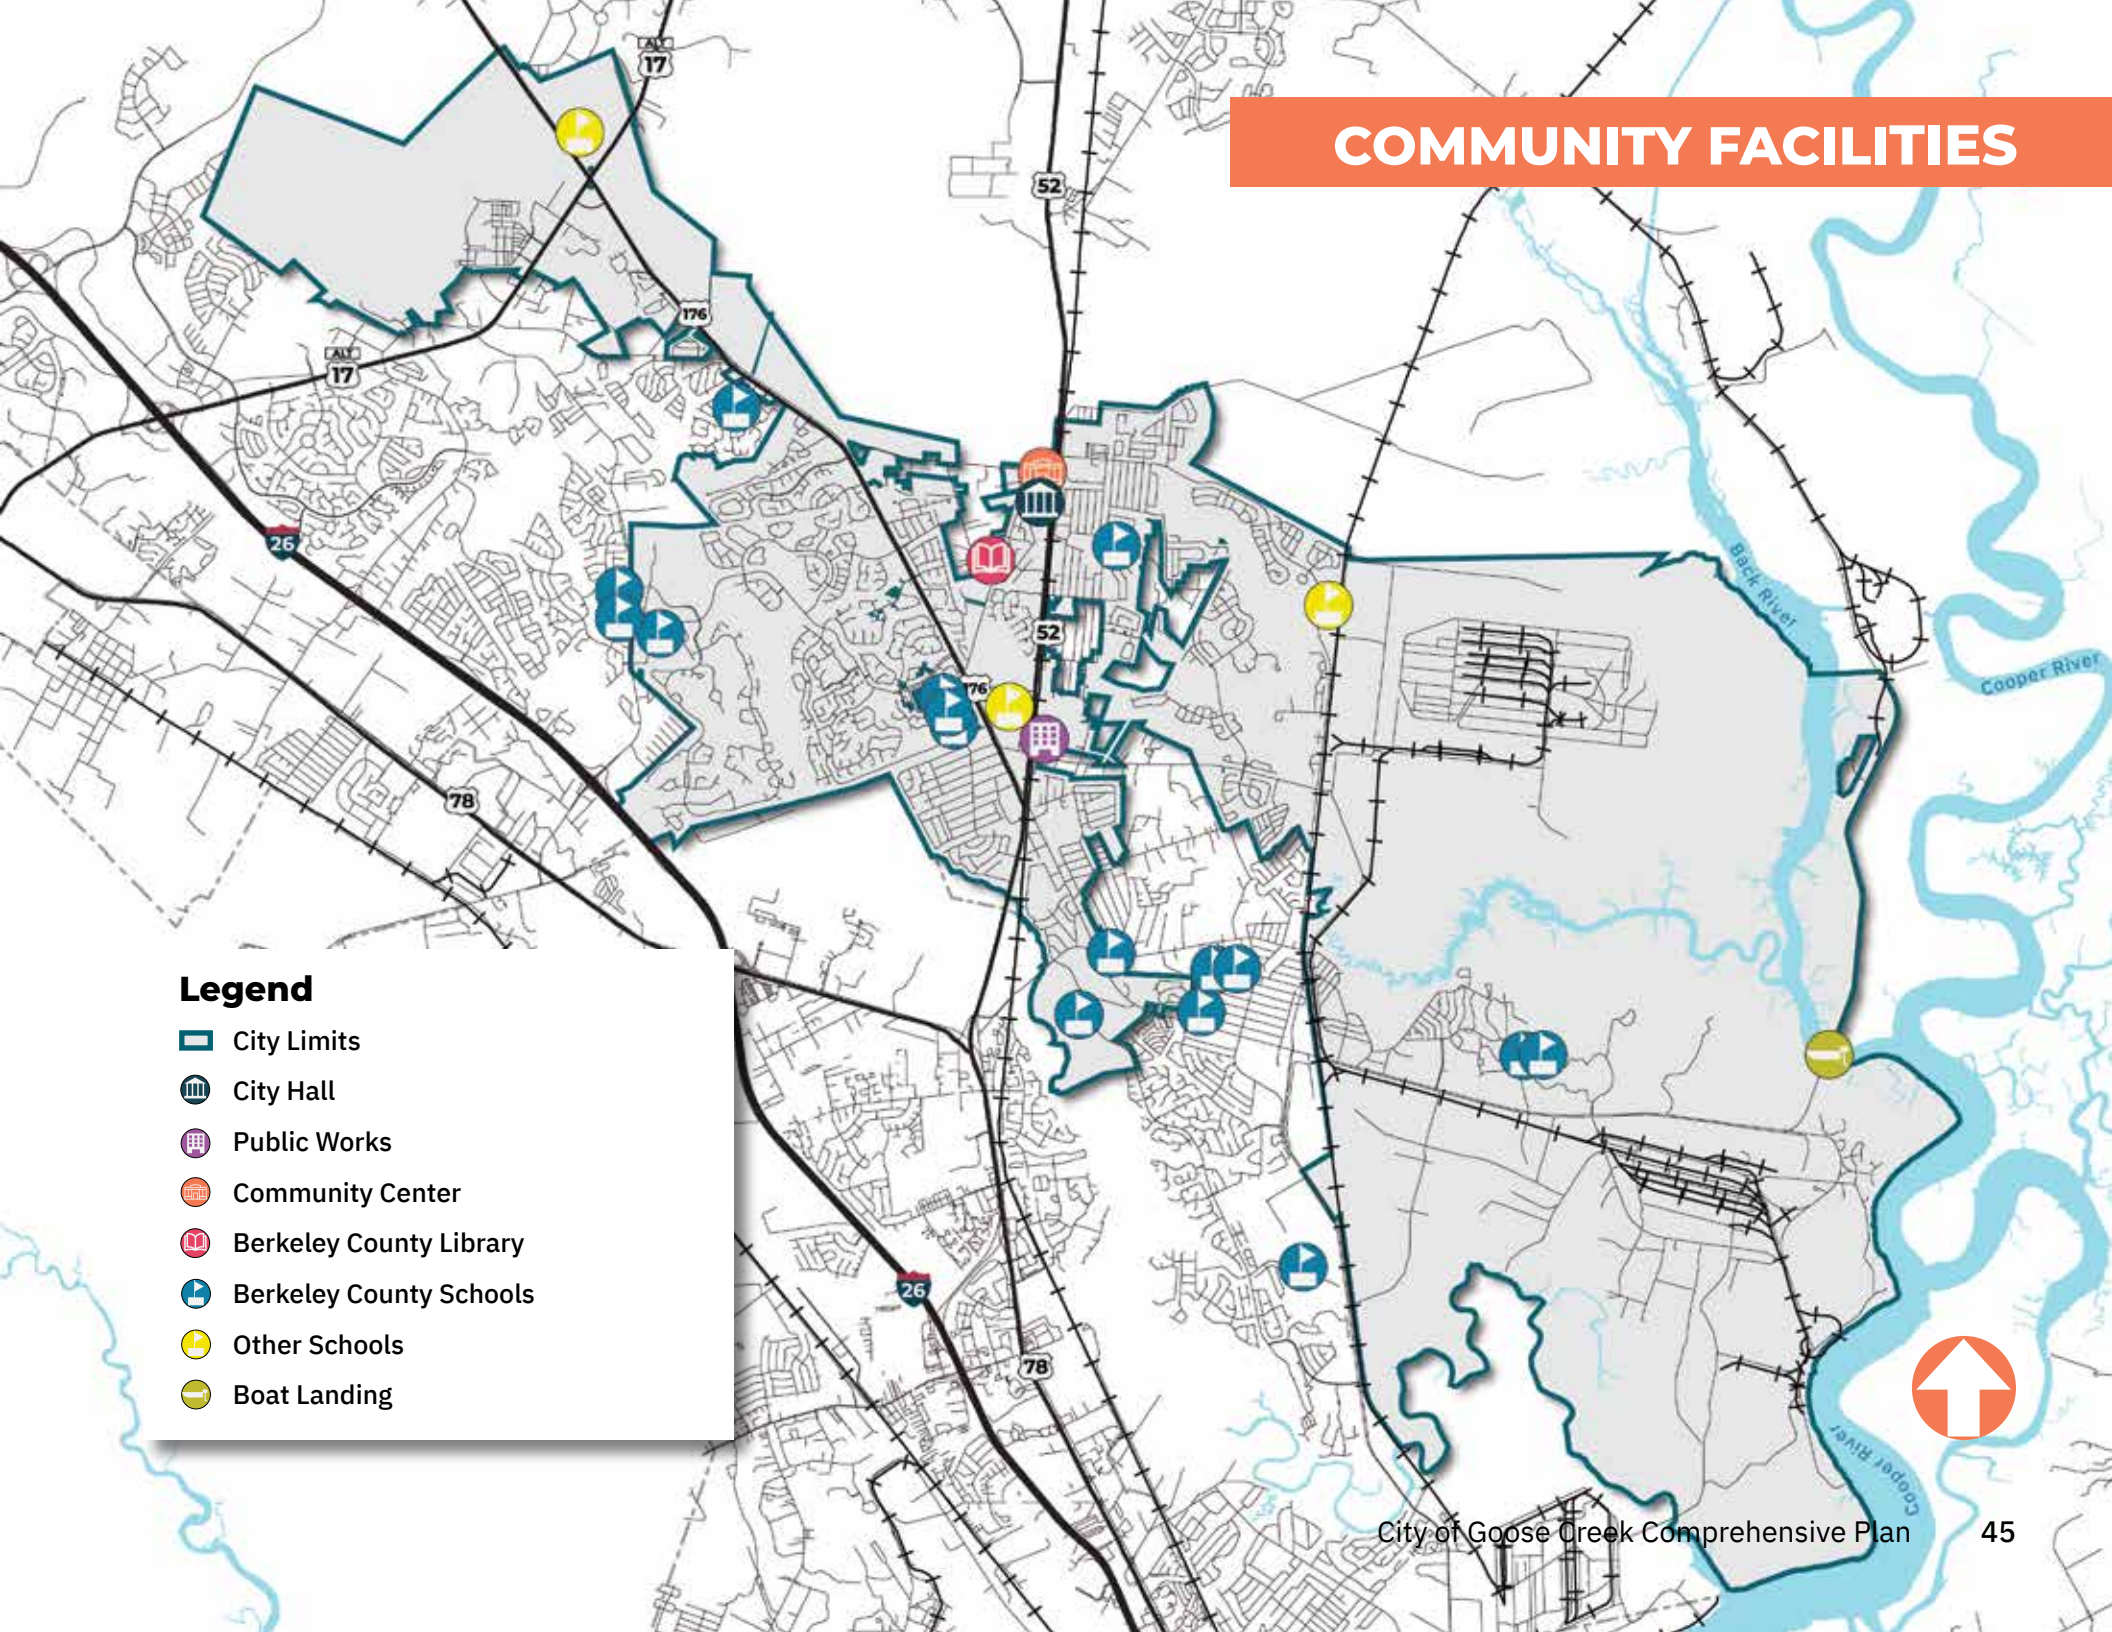 ALT
17
COMMUNITY FACILITIES
52
176
ALT
17
26
Back River
52
Cooper River
176
78
Legend
City Limits
City Hall
Public Works
Community Center
Berkeley County Library
Berkeley County Schools
Other Schools
Boat Landing
26
78
Cooper River
City of Goose Creek Comprehensive Plan
45